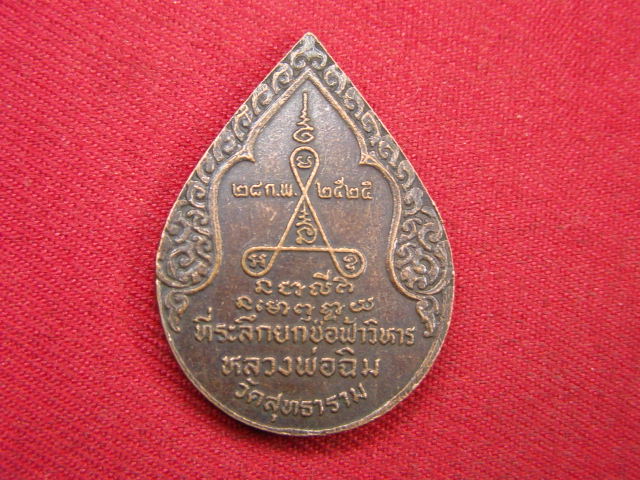 ๒๘ ก.พ. ๒๕๒๕
ที่ระลึกยกช่อฟ้าวิหาร
หลวงพ่อฉิม
วัดสุทธาราม